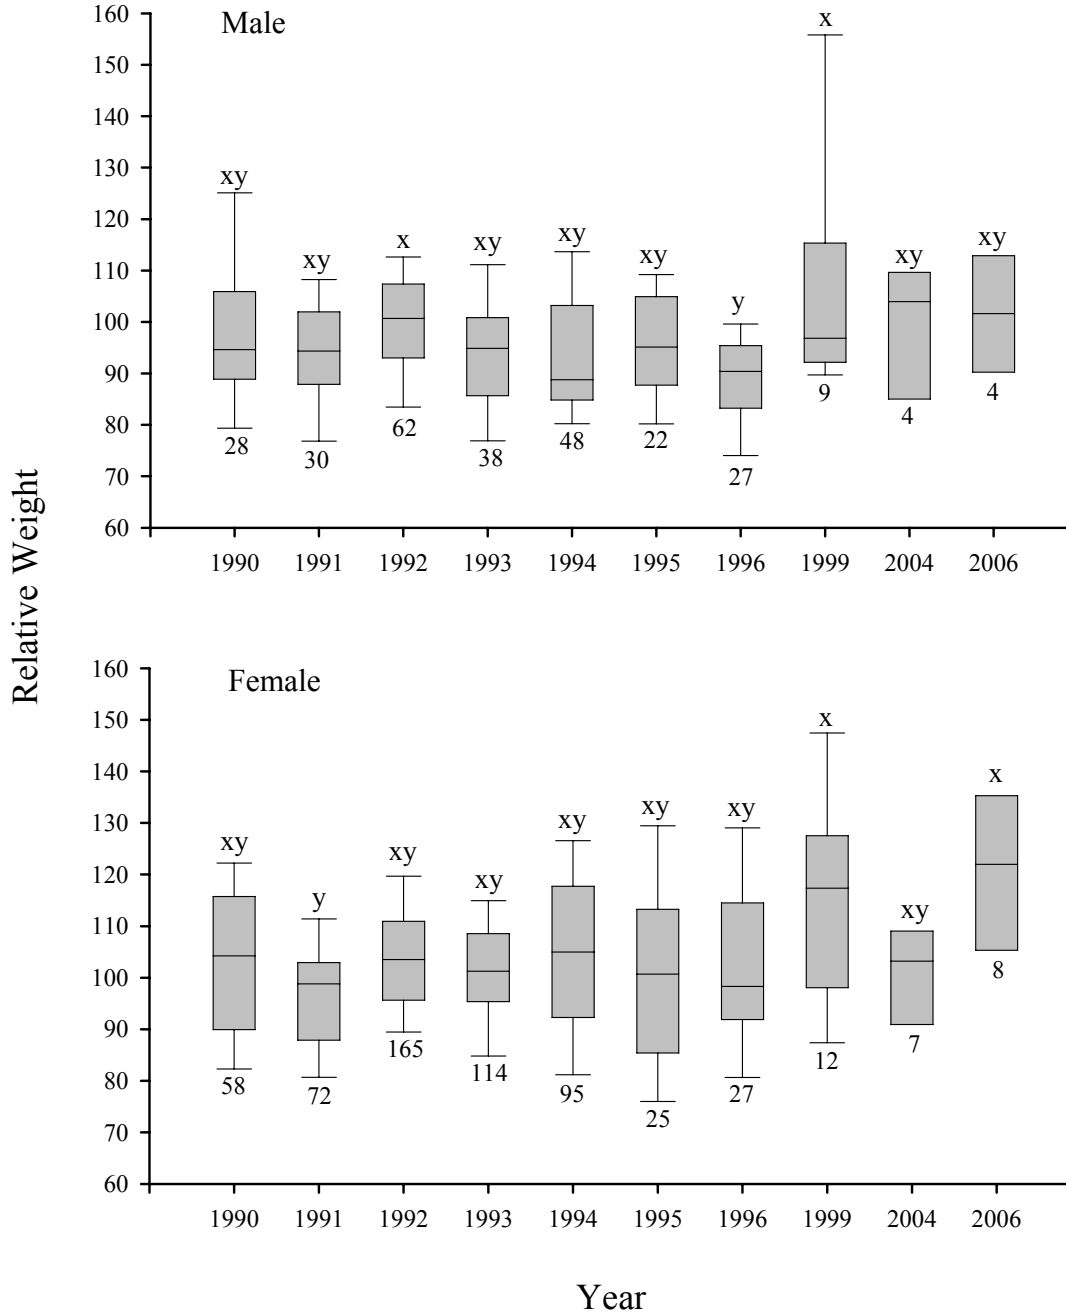 Relative Weight
Male
160
150
140
130
120
110
100
90
80
70
60
xy
xy
x
xy
xy
xy
y
x
xy
xy
28
30
62
38
48
22
27
9
4
4
1990 1991 1992 1993 1994 1995 1996 1999 2004 2006
Female
160
150
140
130
120
110
100
90
80
70
60
xy
y
xy
xy
xy
xy
xy
x
xy
x
58
72
165
114
95
25
27
12
7
8
1990 1991 1992 1993 1994 1995 1996 1999 2004 2006
Year